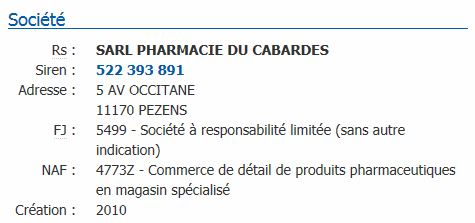 Société
Rs : SARL PHARMACIE DU CABARDES
Siren : 522 393 891
Adresse : 5 AV OCCITANE
11170 PEZENS
FJ : 5499 - Société à responsabilité limitée (sans autre
indication)
NAF : 4773Z - Commerce de détail de produits pharmaceutiques
en magasin spécialisé
Création : 2010